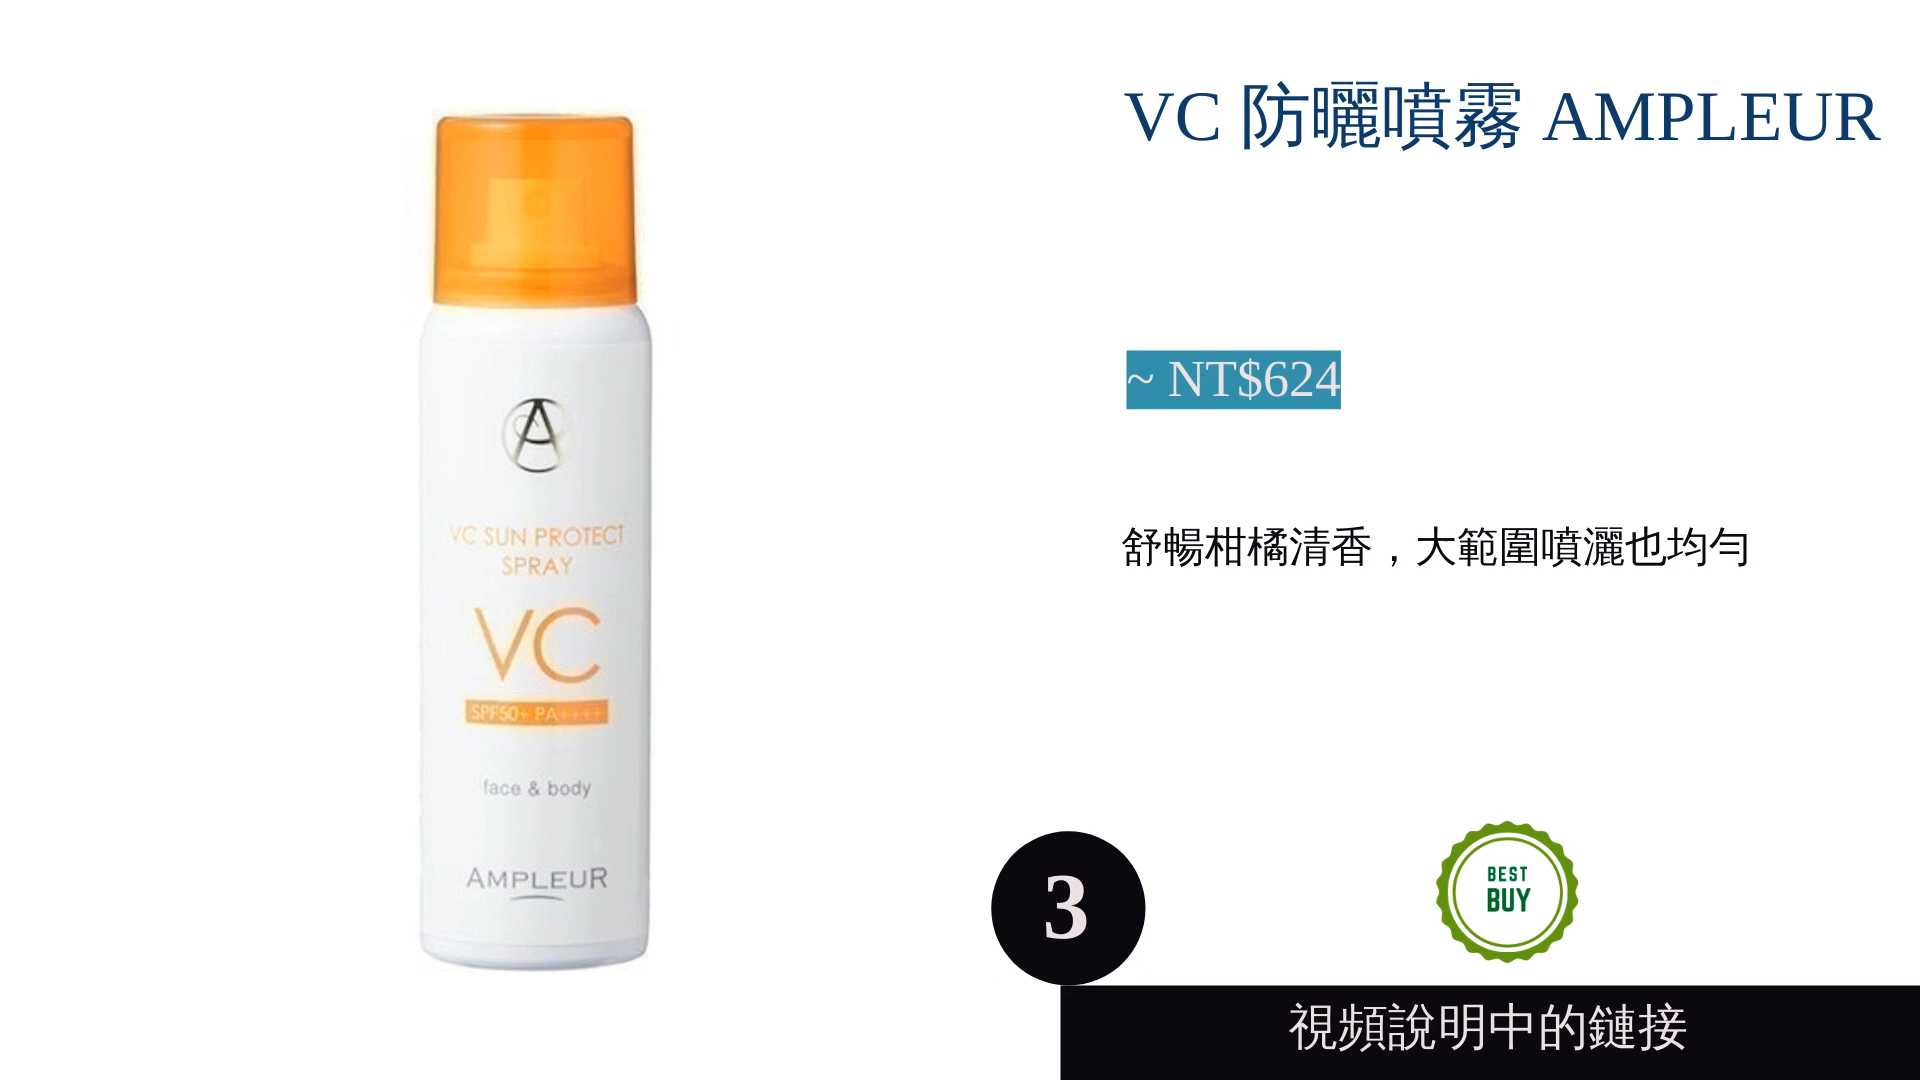 VC 防曬噴霧 AMPLEUR
~ NT$624
舒暢柑橘清香，大範圍噴灑也均勻
VC SUN PROTECT
SPRAY
VC
SPF50+ PA++++
face & body
AMPLEUR
3
BEST
BUY
視頻說明中的鏈接